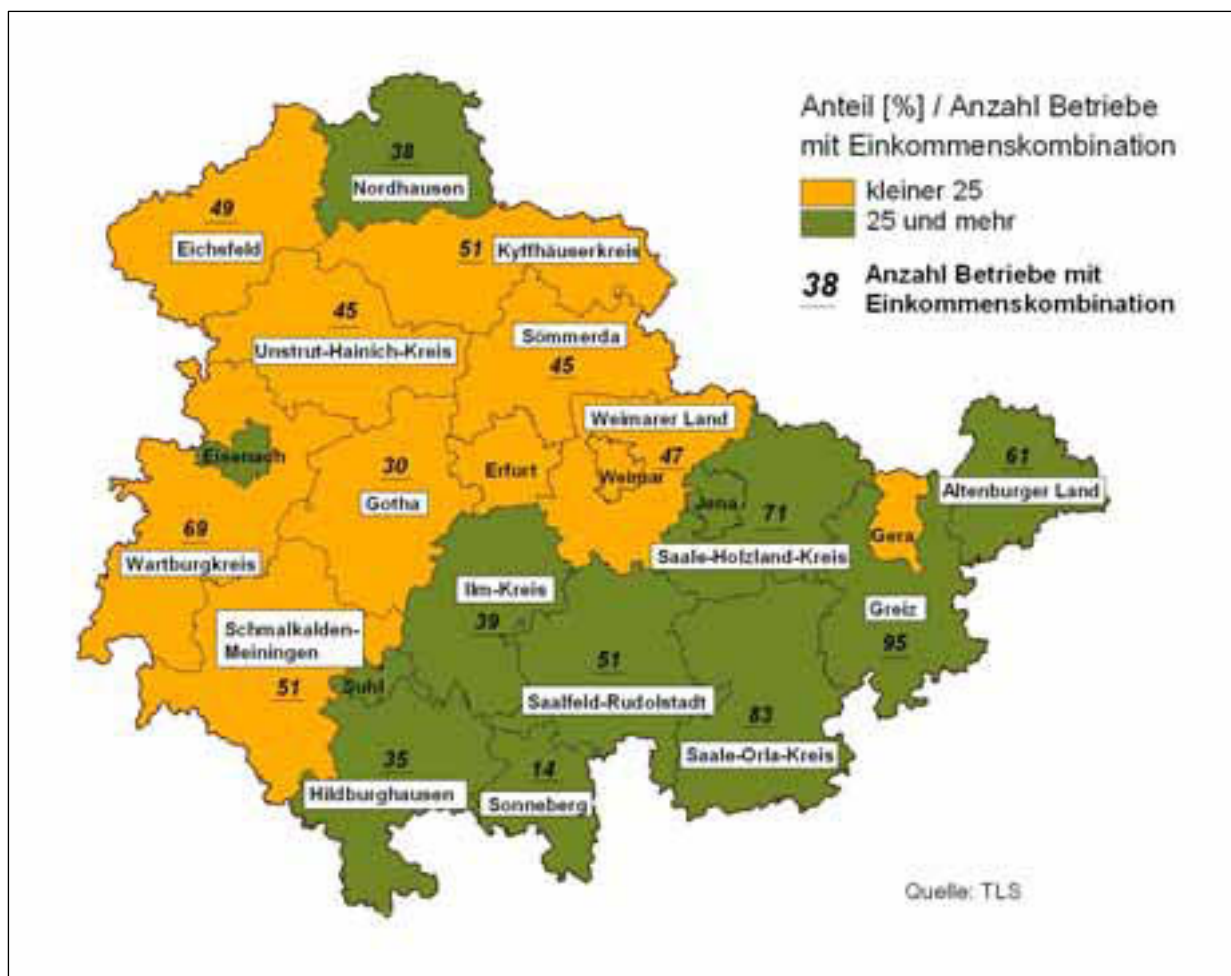 Anteil [%] / Anzahl Betriebe
mit Einkommenskombination
kleiner 25
25 und mehr
38 Anzahl Betriebe mit
Einkommenskombination
38
Nordhausen
49
Eichsfeld
51 Kyffhäuserkreis
45
Unstrut-Hainich-Kreis
Sömmerda
45
Weimarer Land
47
Weimar
Erfurt
Eisenach
30
Gotha
69
Wartburgkreis
Jena
71
Saale-Holzland-Kreis
Gera
61
Altenburger Land
Ilm-Kreis
39
Greiz
95
Schmalkalden-
Meiningen
51
Suhl
51
Saalfeld-Rudolstadt
83
Saale-Orla-Kreis
35
Hildburghausen
14
Sonneberg
Quelle: TLS